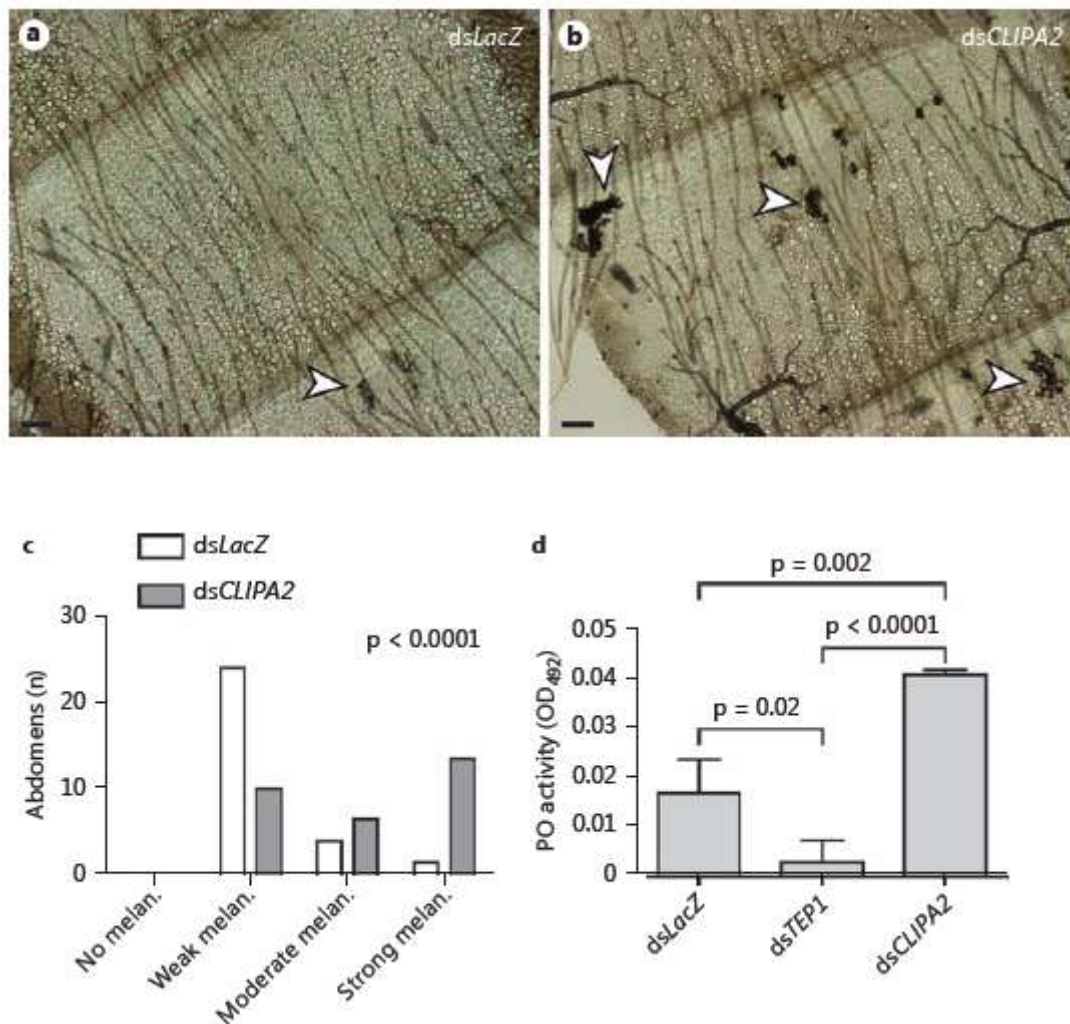 a dsLacZ
b dsCLIPA2
c
dsLacZ
dsCLIPA2
p < 0.0001
Abdomens (n)
30
20
10
0
No melan.
Weak melan.
Moderate melan.
Strong melan.
d
p = 0.002
p < 0.0001
p = 0.02
PO activity (OD492)
0.05
0.04
0.03
0.02
0.01
0
dsLacZ
dsTEP1
dsCLIPA2